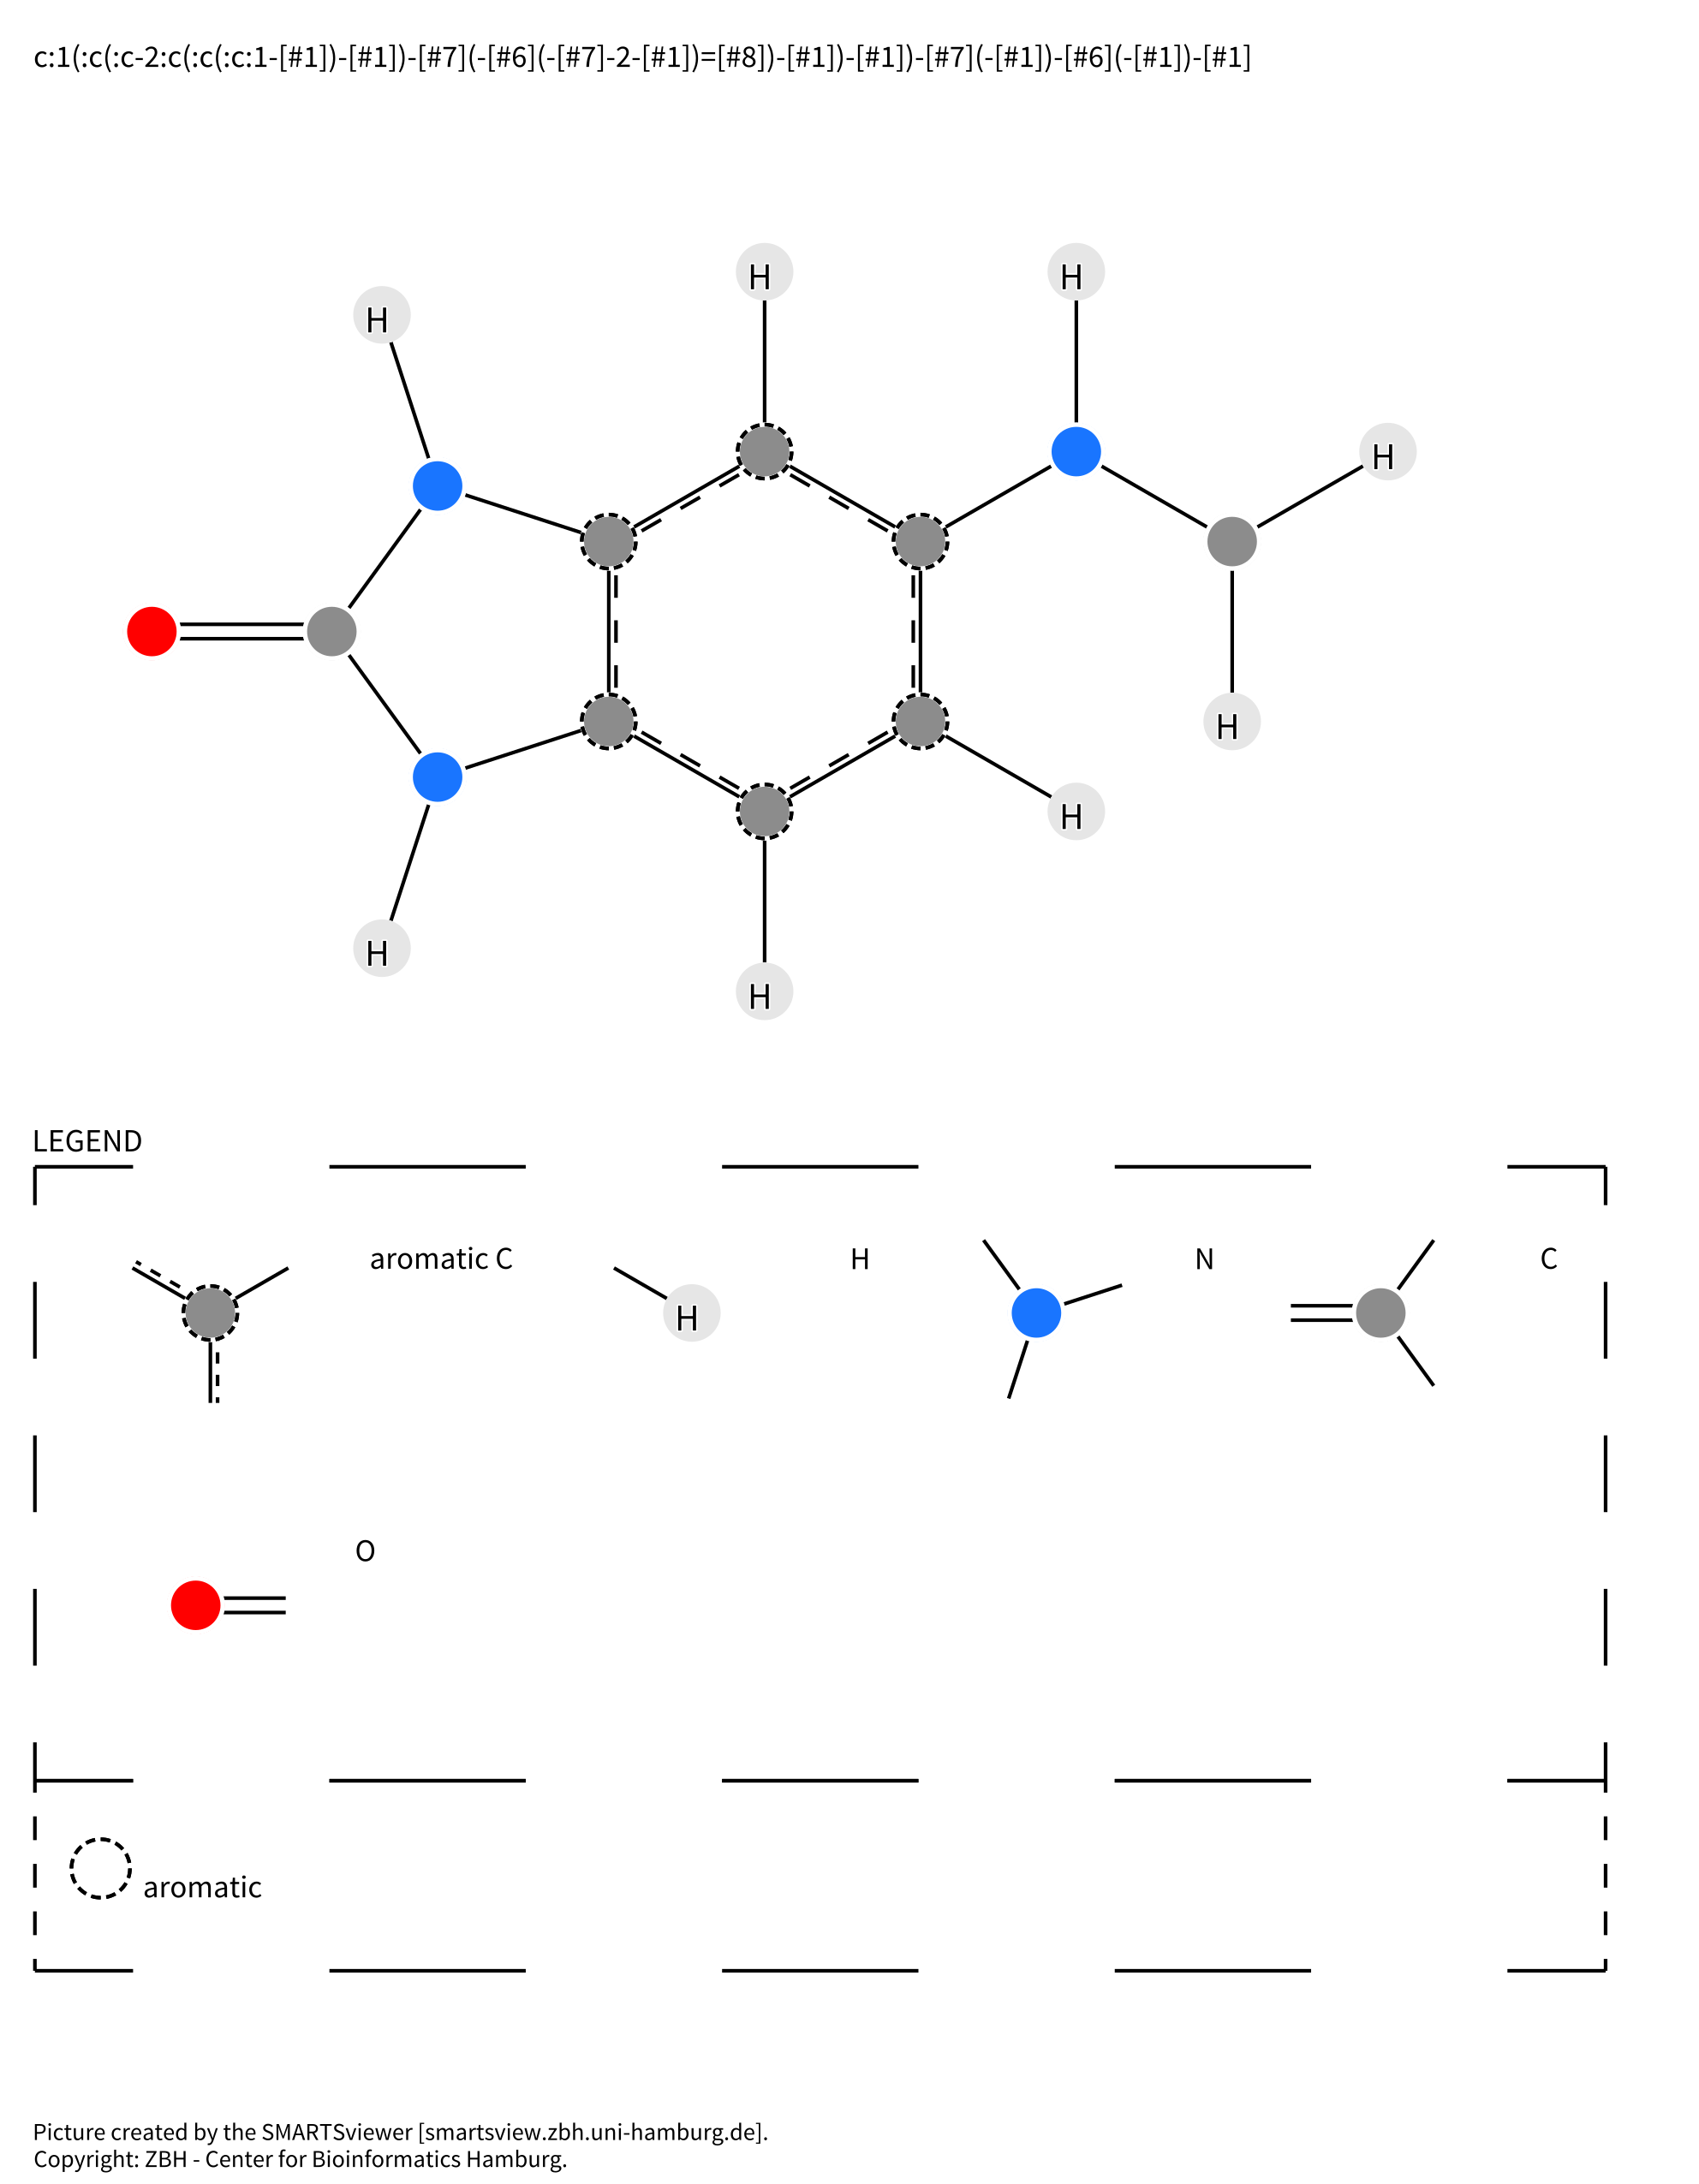 c:1(:c(:c-2:c(:c(:c:1-[#1])-[#1])-[#7](-[#6](-[#7]-2-[#1])=[#8])-[#1])-[#1])-[#7](-[#1])-[#6](-[#1])-[#1]
H H
H
H
H
H
H
H
LEGEND
aromatic C H N C
H
O
aromatic
Picture created by the SMARTSviewer [smartsview.zbh.uni-hamburg.de].
Copyright: ZBH - Center for Bioinformatics Hamburg.